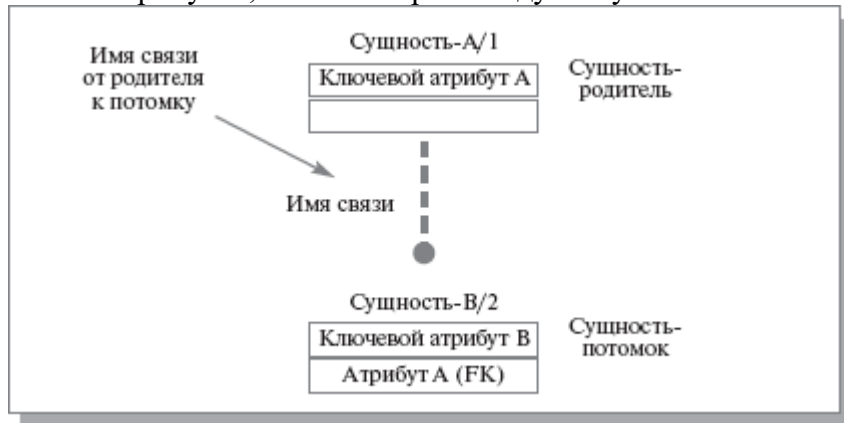 Имя связи
от родителя
к потомку
Сущность-А/1
Ключевой атрибут А
Сущность-
родитель
Имя связи
Сущность-В/2
Ключевой атрибут В
Атрибут А (FK)
Сущность-
потомок